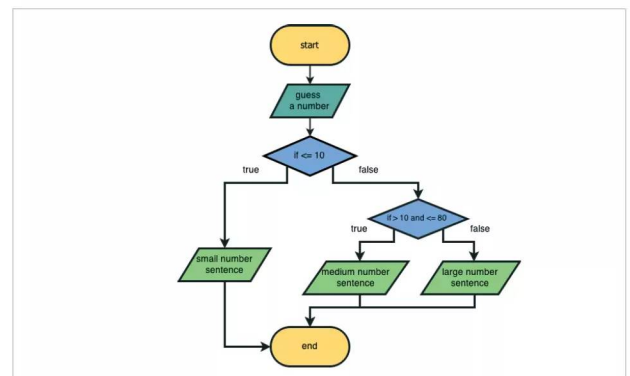 start
guess
a number
if <= 10
true
false
if > 10 and <= 80
true
false
small number
sentence
medium number
sentence
large number
sentence
end